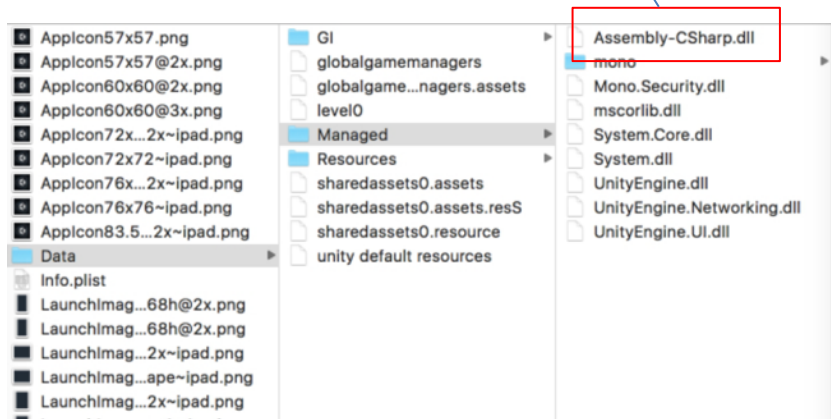 AppIcon57x57.png
AppIcon57x57@2x.png
AppIcon60x60@2x.png
AppIcon60x60@3x.png
AppIcon72x...2x~ipad.png
AppIcon72x72~ipad.png
AppIcon76x...2x~ipad.png
AppIcon76x76~ipad.png
AppIcon83.5...2x~ipad.png
Data
Info.plist
LaunchImag...68h@2x.png
LaunchImag...68h@2x.png
LaunchImag...2x~ipad.png
LaunchImag...ape~ipad.png
LaunchImag...2x~ipad.png
GI
globalgamemanagers
globalgame...nagers.assets
level0
Managed
Resources
sharedassets0.assets
sharedassets0.assets.resS
sharedassets0.resource
unity default resources
Assembly-CSharp.dll
mono
Mono.Security.dll
mscorlib.dll
System.Core.dll
System.dll
UnityEngine.dll
UnityEngine.Networking.dll
UnityEngine.UI.dll